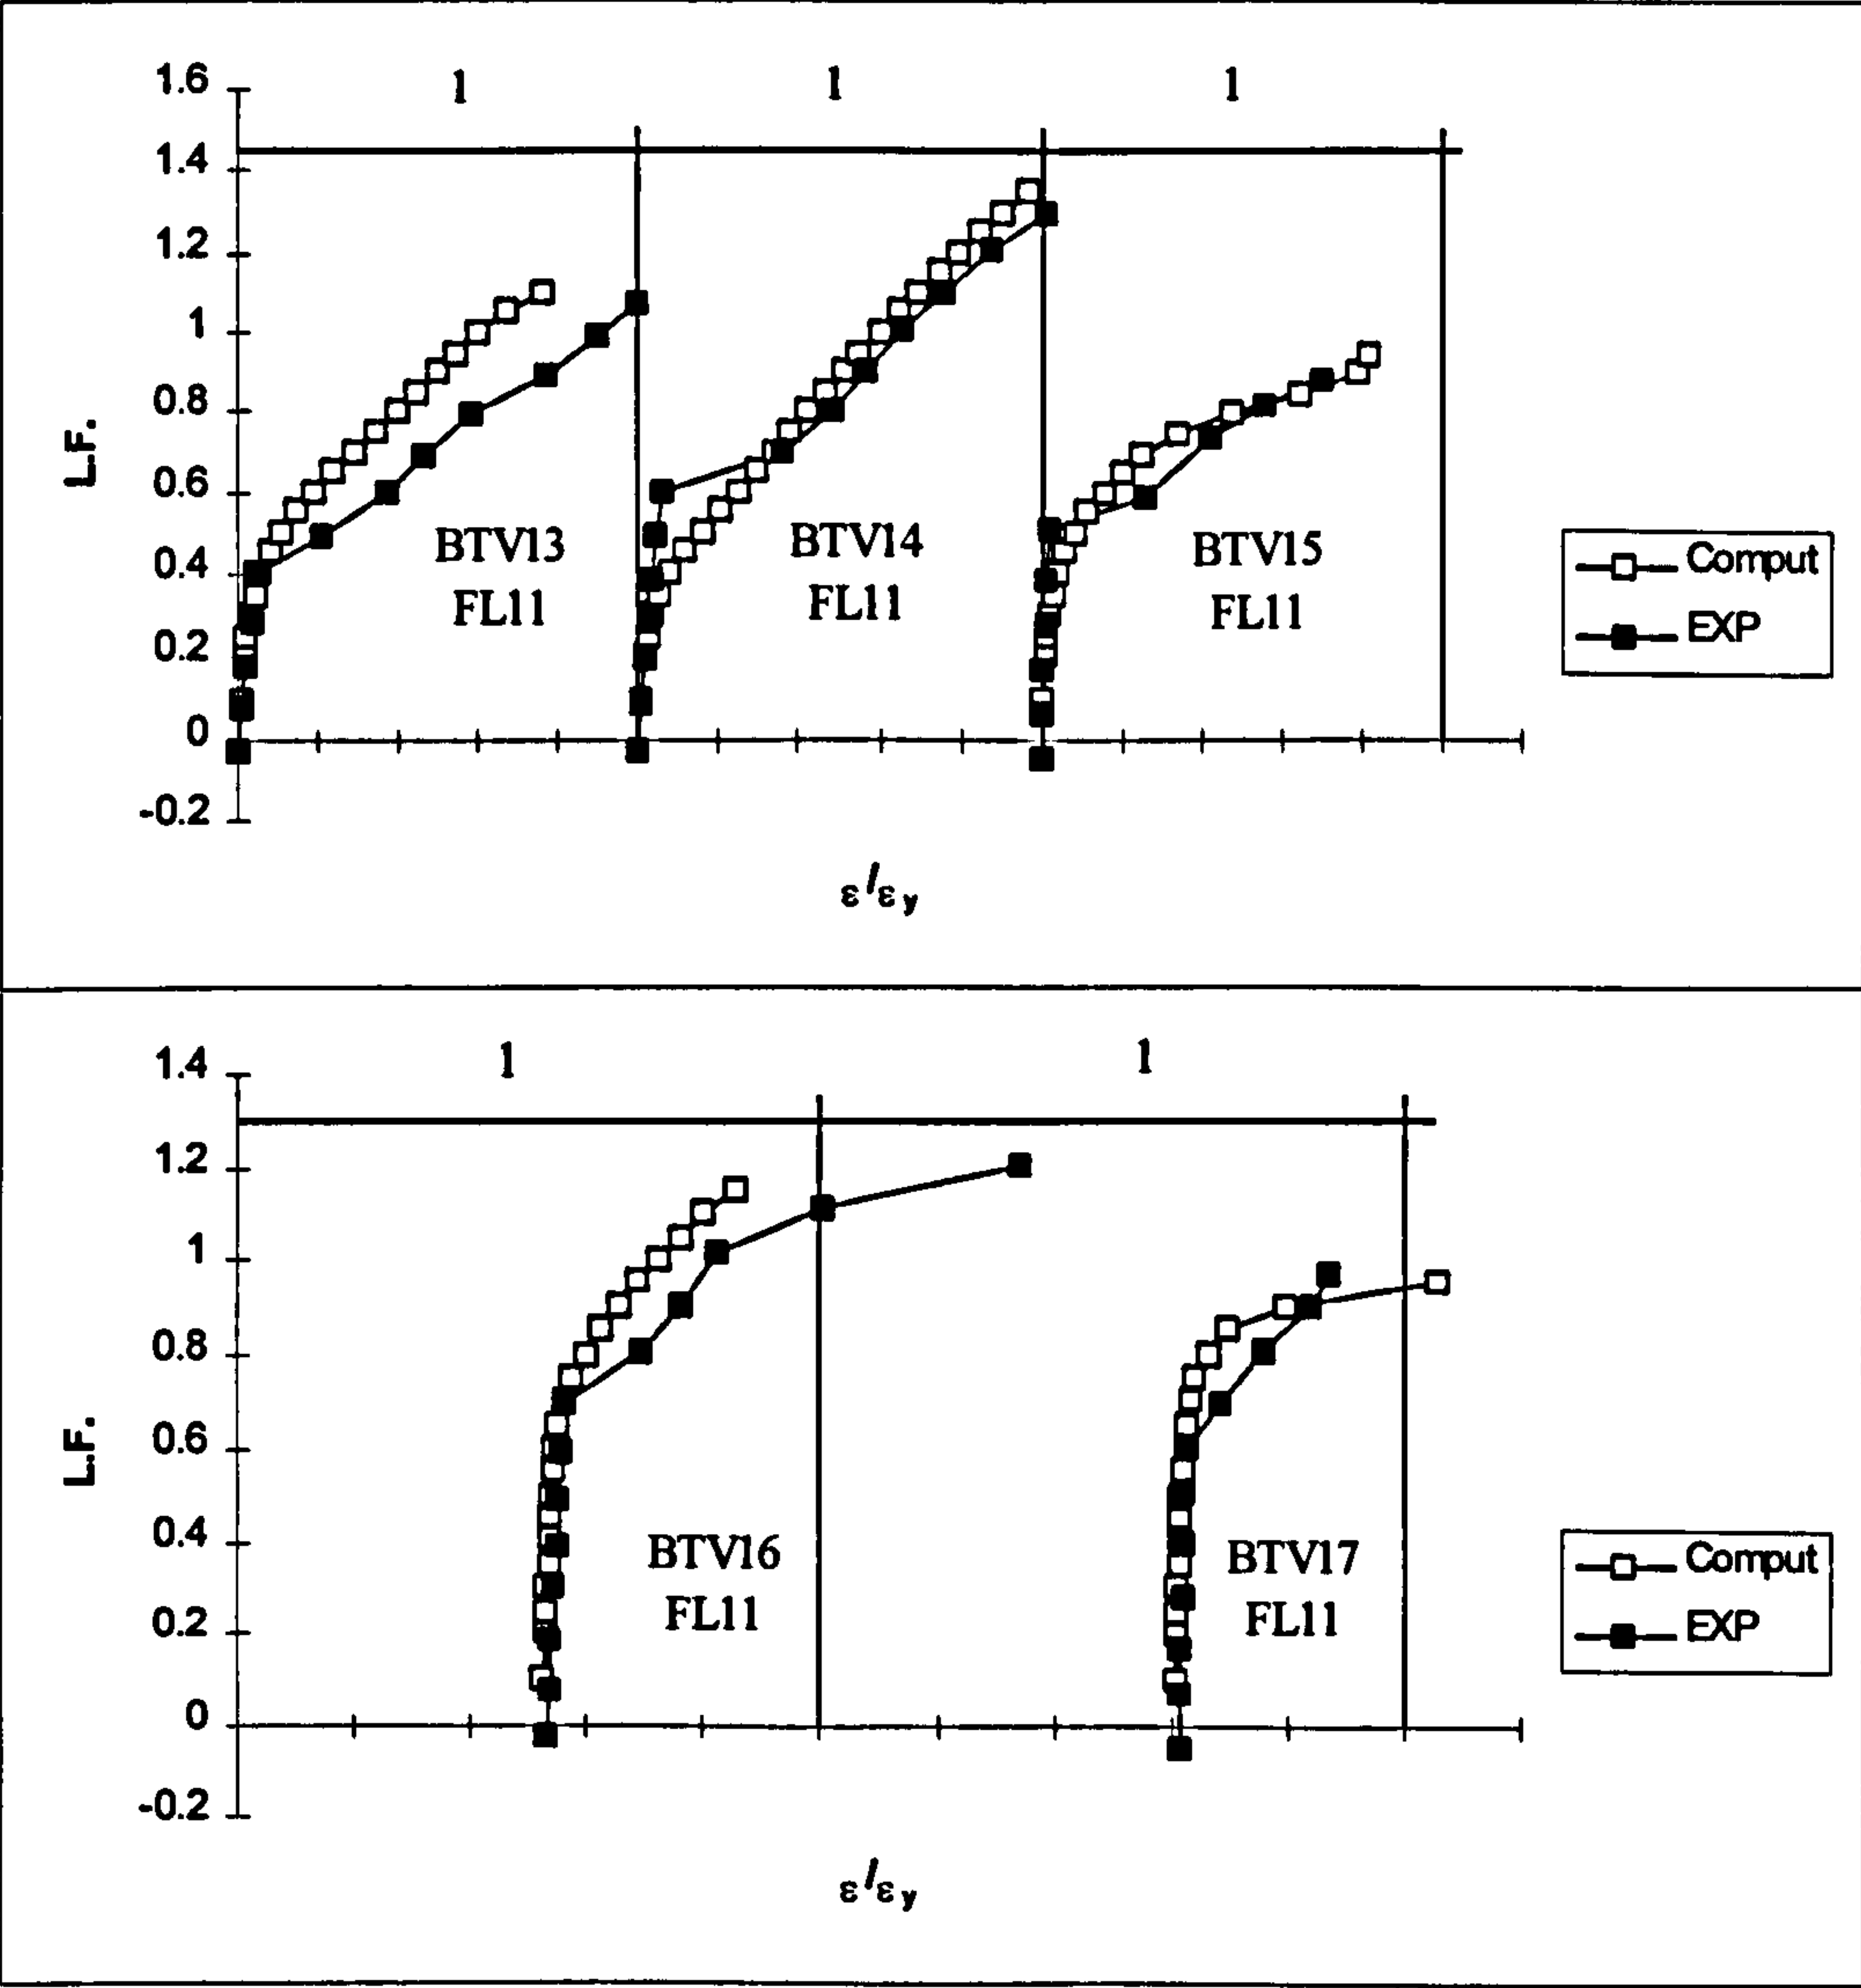 1 1 1
1.6
1.4
1.2
1
0.8
0.6
0.4
0.2
0
-0.2
L.F.
BTV13
FL11
BTV14
FL11
BTV15
FL11
Comput
EXP
ε/εy
1 1
1.4
1.2
1
0.8
0.6
0.4
0.2
0
-0.2
L.F.
BTV16
FL11
BTV17
FL11
Comput
EXP
ε/εy